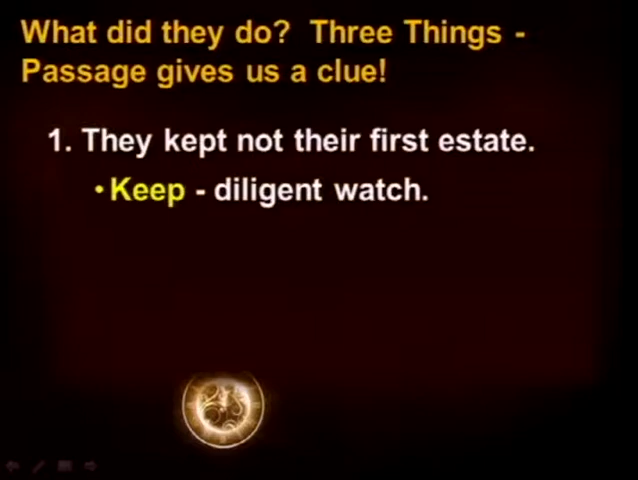 What did they do? Three Things -
Passage gives us a clue!
1. They kept not their first estate.
• Keep - diligent watch.